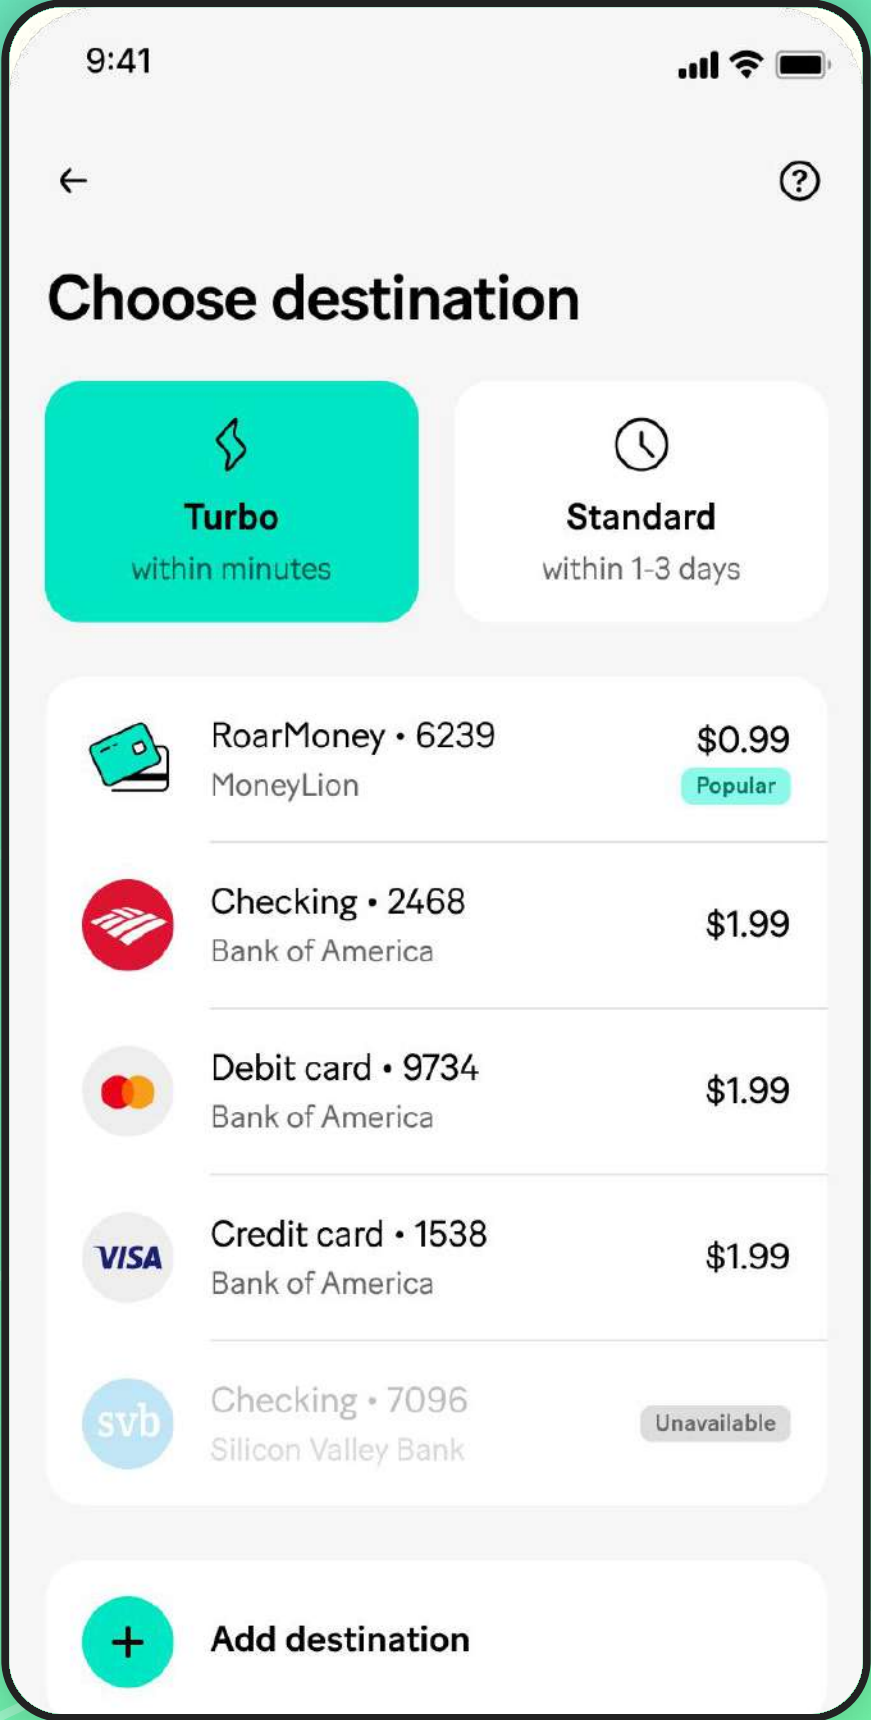 9:41
Choose destination
Turbo
within minutes
Standard
within 1-3 days
RoarMoney • 6239
MoneyLion
$0.99
Popular
Checking • 2468
Bank of America
$1.99
Debit card • 9734
Bank of America
$1.99
VISA
Credit card • 1538
Bank of America
$1.99
svb
Checking • 7096
Silicon Valley Bank
Unavailable
Add destination